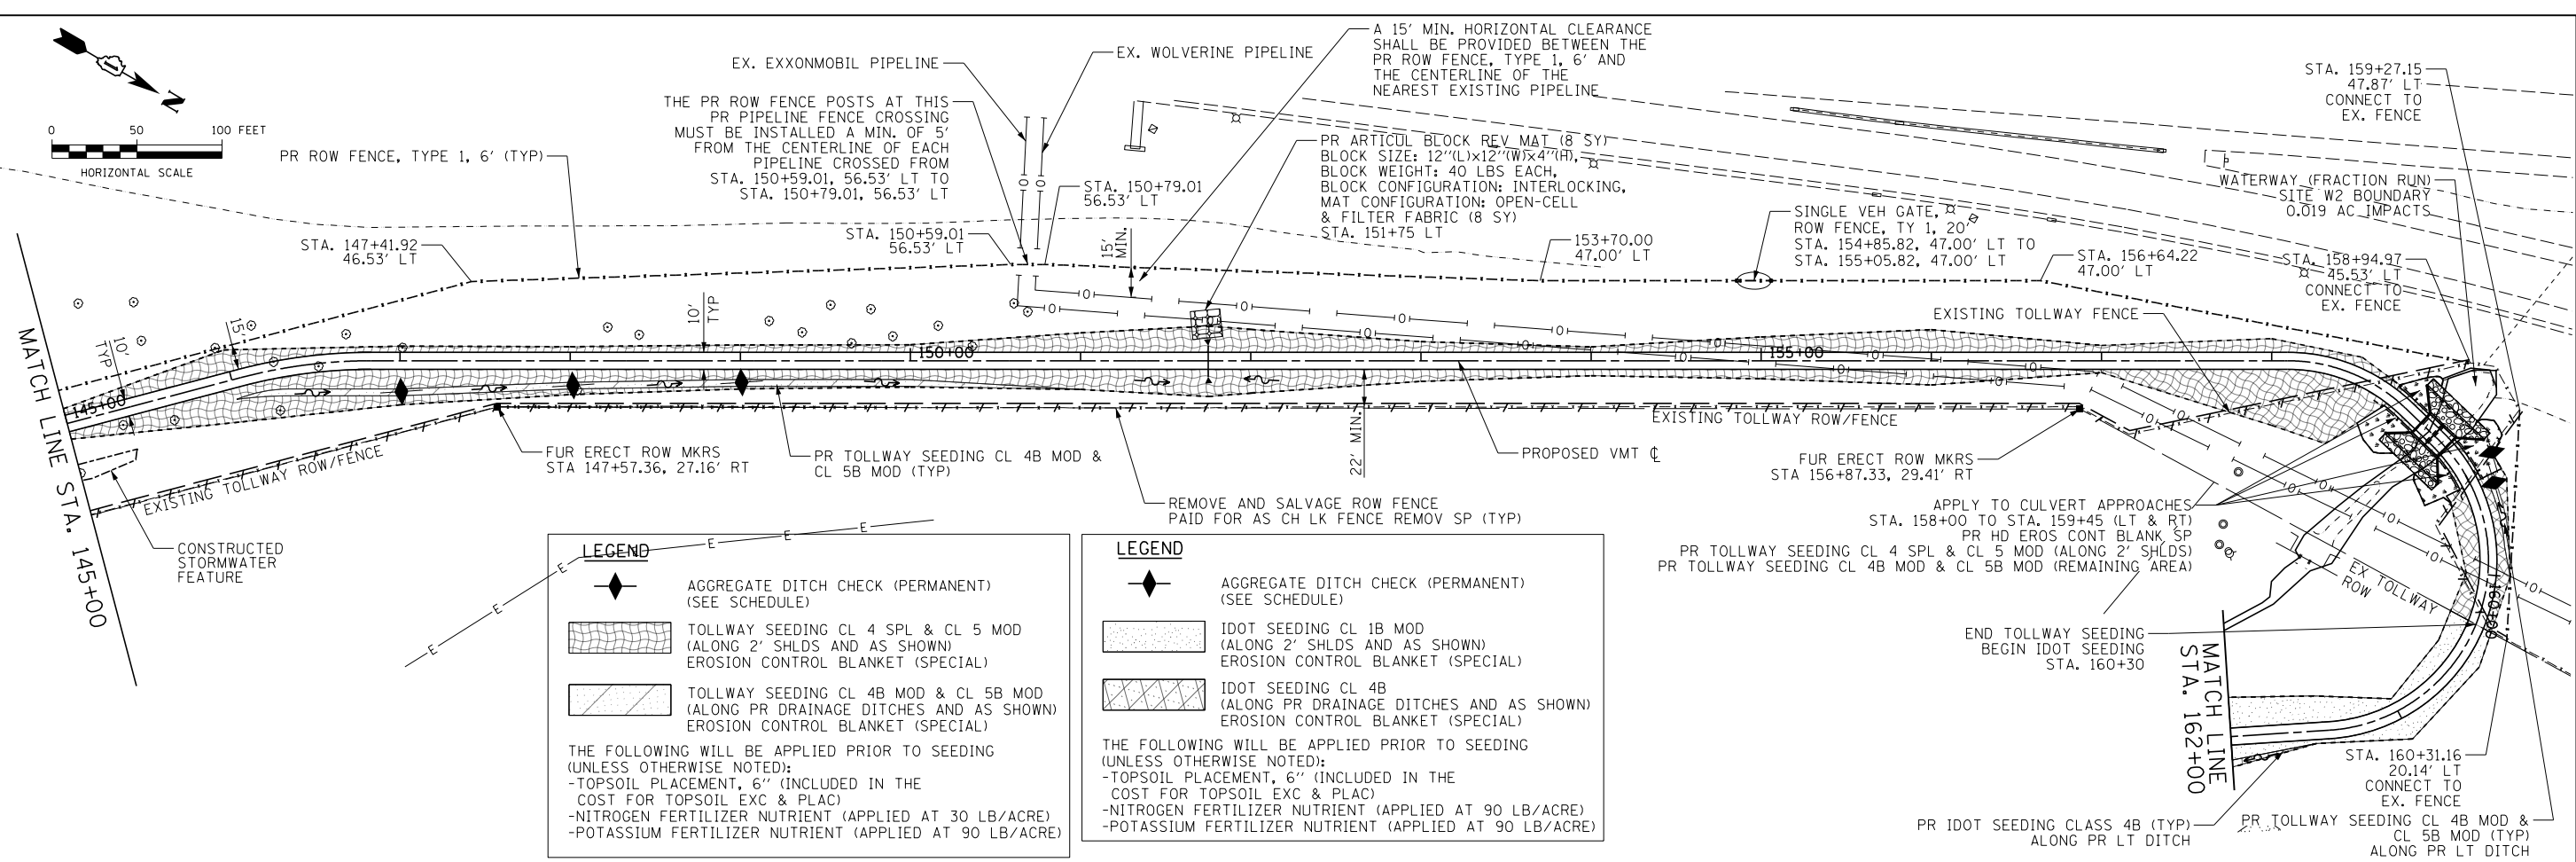 N
0 50 100 FEET
HORIZONTAL SCALE
PR ROW FENCE, TYPE 1, 6' (TYP)
EX. EXXONMOBIL PIPELINE
EX. WOLVERINE PIPELINE
THE PR ROW FENCE POSTS AT THIS
PR PIPELINE FENCE CROSSING
MUST BE INSTALLED A MIN. OF 5'
FROM THE CENTERLINE OF EACH
PIPELINE CROSSED FROM
STA. 150+59.01, 56.53' LT TO
STA. 150+79.01, 56.53' LT
A 15' MIN. HORIZONTAL CLEARANCE
SHALL BE PROVIDED BETWEEN THE
PR ROW FENCE, TYPE 1, 6' AND
THE CENTERLINE OF THE
NEAREST EXISTING PIPELINE
PR ARTICUL BLOCK REV MAT (8 SY)
BLOCK SIZE: 12"(L)x12"(W)x4"(H),
BLOCK WEIGHT: 40 LBS EACH,
BLOCK CONFIGURATION: INTERLOCKING,
MAT CONFIGURATION: OPEN-CELL
& FILTER FABRIC (8 SY)
STA. 151+75 LT
STA. 159+27.15
47.87' LT
CONNECT TO
EX. FENCE
WATERWAY (FRACTION RUN)
SITE W2 BOUNDARY
0.019 AC IMPACTS
STA. 150+79.01
56.53' LT
STA. 147+41.92
46.53' LT
STA. 150+59.01
56.53' LT
15'
MIN.
153+70.00
47.00' LT
SINGLE VEH GATE,
ROW FENCE, TY 1, 20'
STA. 154+85.82, 47.00' LT TO
STA. 155+05.82, 47.00' LT
STA. 156+64.22
47.00' LT
STA. 158+94.97
45.53' LT
CONNECT TO
EX. FENCE
EXISTING TOLLWAY FENCE
10'
TYP
15'
10'
TYP
145+00
150+00
155+00
160+00
MATCH LINE STA. 145+00
EXISTING TOLLWAY ROW/FENCE
EXISTING TOLLWAY ROW/FENCE
22' MIN.
FUR ERECT ROW MKRS
STA 147+57.36, 27.16' RT
PR TOLLWAY SEEDING CL 4B MOD &
CL 5B MOD (TYP)
PROPOSED VMT ℄
FUR ERECT ROW MKRS
STA 156+87.33, 29.41' RT
REMOVE AND SALVAGE ROW FENCE
PAID FOR AS CH LK FENCE REMOV SP (TYP)
CONSTRUCTED
STORMWATER
FEATURE
APPLY TO CULVERT APPROACHES
STA. 158+00 TO STA. 159+45 (LT & RT)
PR HD EROS CONT BLANK SP
PR TOLLWAY SEEDING CL 4 SPL & CL 5 MOD (ALONG 2' SHLDS)
PR TOLLWAY SEEDING CL 4B MOD & CL 5B MOD (REMAINING AREA)
EX TOLLWAY
ROW
END TOLLWAY SEEDING
BEGIN IDOT SEEDING
STA. 160+30
MATCH LINE
STA. 162+00
STA. 160+31.16
20.14' LT
CONNECT TO
EX. FENCE
PR IDOT SEEDING CLASS 4B (TYP)
ALONG PR LT DITCH
PR TOLLWAY SEEDING CL 4B MOD &
CL 5B MOD (TYP)
ALONG PR LT DITCH
E E E E E E
LEGEND
AGGREGATE DITCH CHECK (PERMANENT)
(SEE SCHEDULE)
TOLLWAY SEEDING CL 4 SPL & CL 5 MOD
(ALONG 2' SHLDS AND AS SHOWN)
EROSION CONTROL BLANKET (SPECIAL)
TOLLWAY SEEDING CL 4B MOD & CL 5B MOD
(ALONG PR DRAINAGE DITCHES AND AS SHOWN)
EROSION CONTROL BLANKET (SPECIAL)
THE FOLLOWING WILL BE APPLIED PRIOR TO SEEDING
(UNLESS OTHERWISE NOTED):
-TOPSOIL PLACEMENT, 6" (INCLUDED IN THE
COST FOR TOPSOIL EXC & PLAC)
-NITROGEN FERTILIZER NUTRIENT (APPLIED AT 30 LB/ACRE)
-POTASSIUM FERTILIZER NUTRIENT (APPLIED AT 90 LB/ACRE)
LEGEND
AGGREGATE DITCH CHECK (PERMANENT)
(SEE SCHEDULE)
IDOT SEEDING CL 1B MOD
(ALONG 2' SHLDS AND AS SHOWN)
EROSION CONTROL BLANKET (SPECIAL)
IDOT SEEDING CL 4B
(ALONG PR DRAINAGE DITCHES AND AS SHOWN)
EROSION CONTROL BLANKET (SPECIAL)
THE FOLLOWING WILL BE APPLIED PRIOR TO SEEDING
(UNLESS OTHERWISE NOTED):
-TOPSOIL PLACEMENT, 6" (INCLUDED IN THE
COST FOR TOPSOIL EXC & PLAC)
-NITROGEN FERTILIZER NUTRIENT (APPLIED AT 90 LB/ACRE)
-POTASSIUM FERTILIZER NUTRIENT (APPLIED AT 90 LB/ACRE)